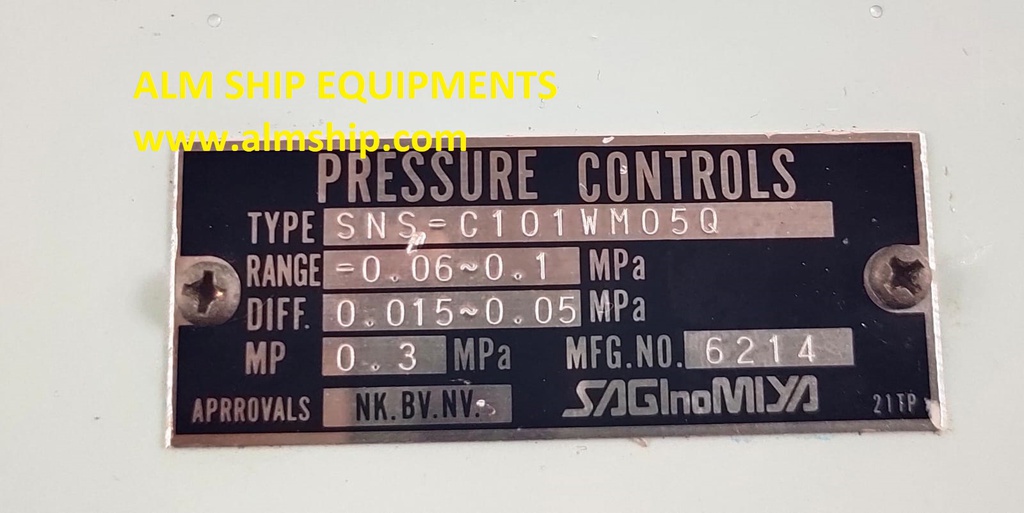 ALM SHIP EQUIPMENTS
www.almship.com
PRESSURE CONTROLS
TYPE SNS-C101WM05Q
RANGE -0.06~0.1 MPa
DIFF. 0.015~0.05 MPa
MP 0.3 MPa MFG.NO. 6214
APRROVALS NK.BV.NV. SAGInoMIYA 21TP